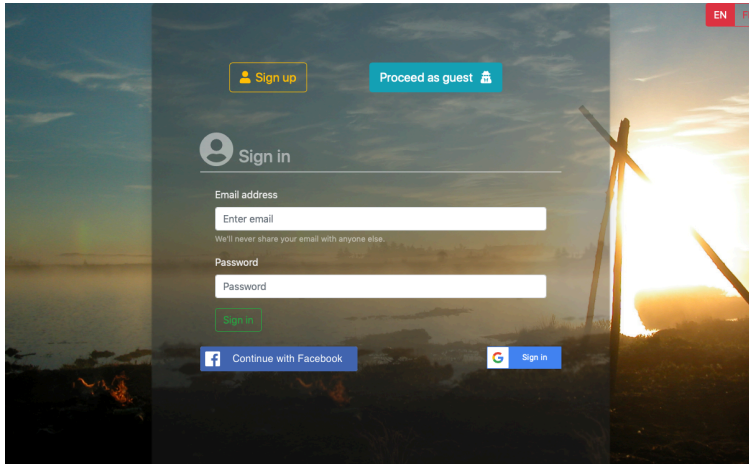 EN
Sign up
Proceed as guest
Sign in
Email address
Enter email
We'll never share your email with anyone else.
Password
Password
Sign in
Continue with Facebook
Sign in